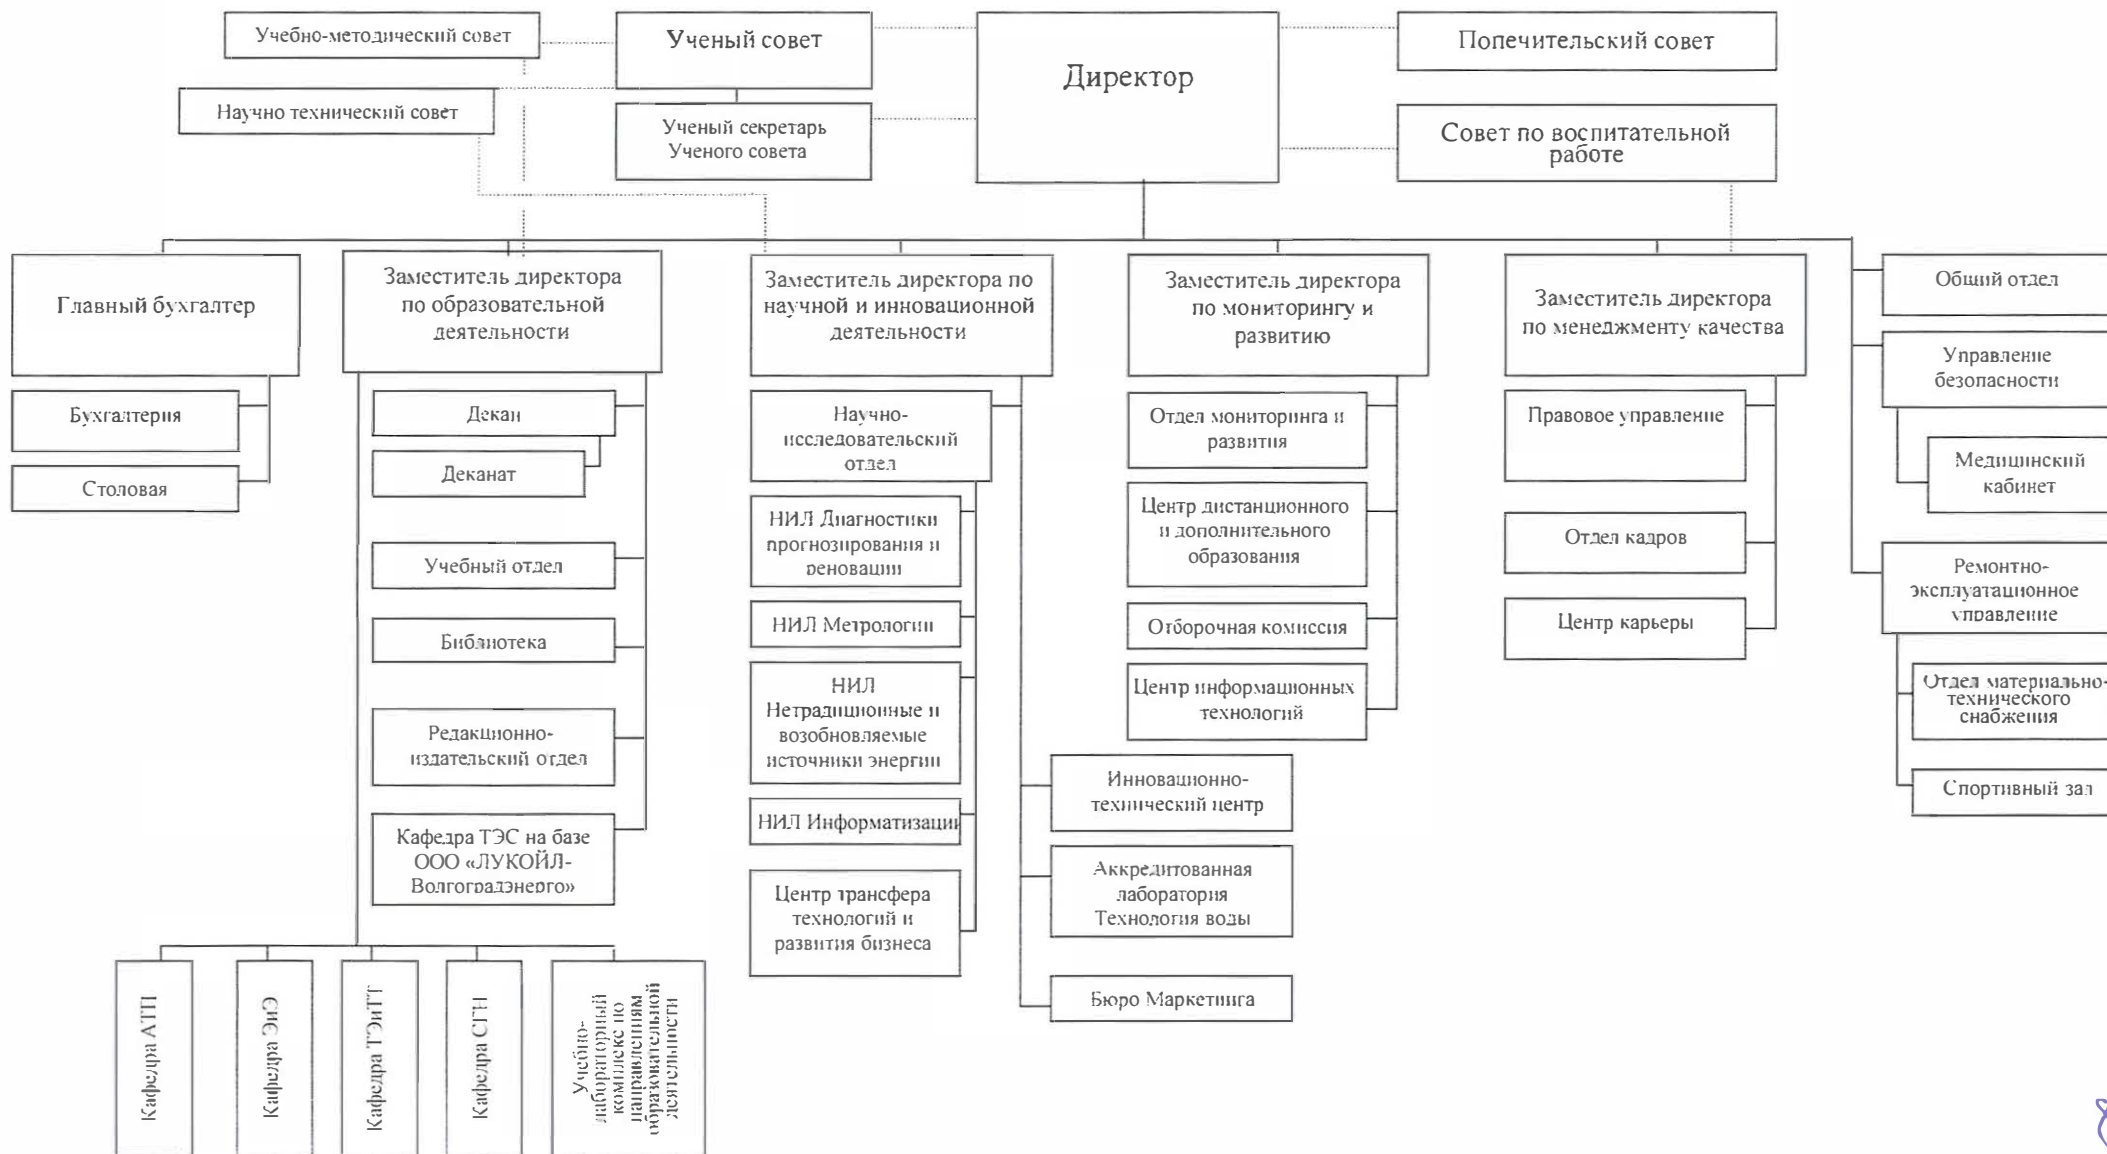 Учебно-методический совет
Ученый совет
Директор
Попечительский совет
Научно технический совет
Ученый секретарь
Ученого совета
Совет по воспитательной
работе
Главный бухгалтер
Заместитель директора
по образовательной
деятельности
Заместитель директора по
научной и инновационной
деятельности
Заместитель директора
по мониторингу и
развитию
Заместитель директора
по менеджменту качества
Общий отдел
Управление
безопасности
Медицинский
кабинет
Ремонтно-
эксплуатационное
управление
Отдел материально-
технического
снабжения
Спортивный зал
Бухгалтерия
Столовая
Декан
Деканат
Учебный отдел
Библиотека
Редакционно-
издательский отдел
Кафедра ТЭС на базе
ООО «ЛУКОЙЛ-
Волгоградэнерго»
Кафедра АТП
Кафедра ЭиЭ
Кафедра ТЭиТТ
Кафедра СГН
Учебно-
лабораторный
комплекс по
направлениям
образовательной
деятельности
Научно-
исследовательский
отдел
НИЛ Диагностики
прогнозирования и
реновации
НИЛ Метрологии
НИЛ
Нетрадиционные и
возобновляемые
источники энергии
НИЛ Информатизации
Центр трансфера
технологий и
развития бизнеса
Инновационно-
технический центр
Аккредитованная
лаборатория
Технология воды
Бюро Маркетинга
Отдел мониторинга и
развития
Центр дистанционного
и дополнительного
образования
Отборочная комиссия
Центр информационных
технологий
Правовое управление
Отдел кадров
Центр карьеры